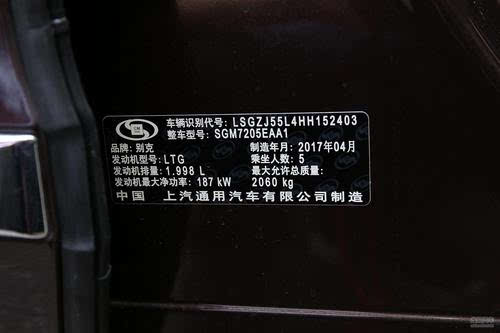 车辆识别代号: LSGZJ55L4HH152403
整车型号: SGM7205EAA1
品牌: 别克 制造年月: 2017年04月
发动机型号: LTG 乘坐人数: 5
发动机排量: 1.998 L 最大允许总质量:
发动机最大净功率: 187 kW 2060 kg
中国 上汽通用汽车有限公司制造